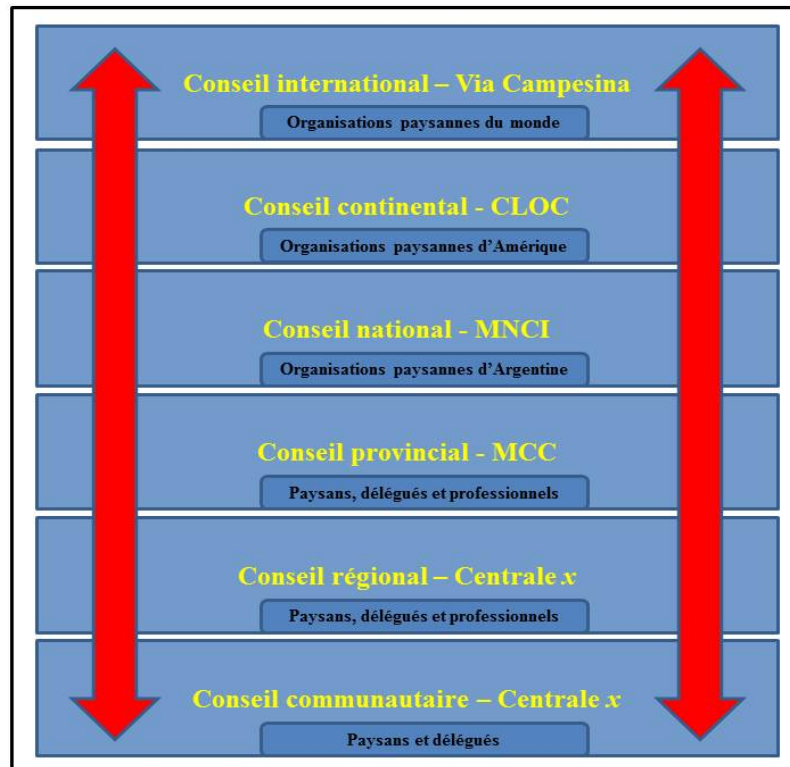 Conseil international – Via Campesina
Organisations paysannes du monde
Conseil continental - CLOC
Organisations paysannes d'Amérique
Conseil national - MNCI
Organisations paysannes d'Argentine
Conseil provincial - MCC
Paysans, délégués et professionnels
Conseil régional – Centrale x
Paysans, délégués et professionnels
Conseil communautaire – Centrale x
Paysans et délégués